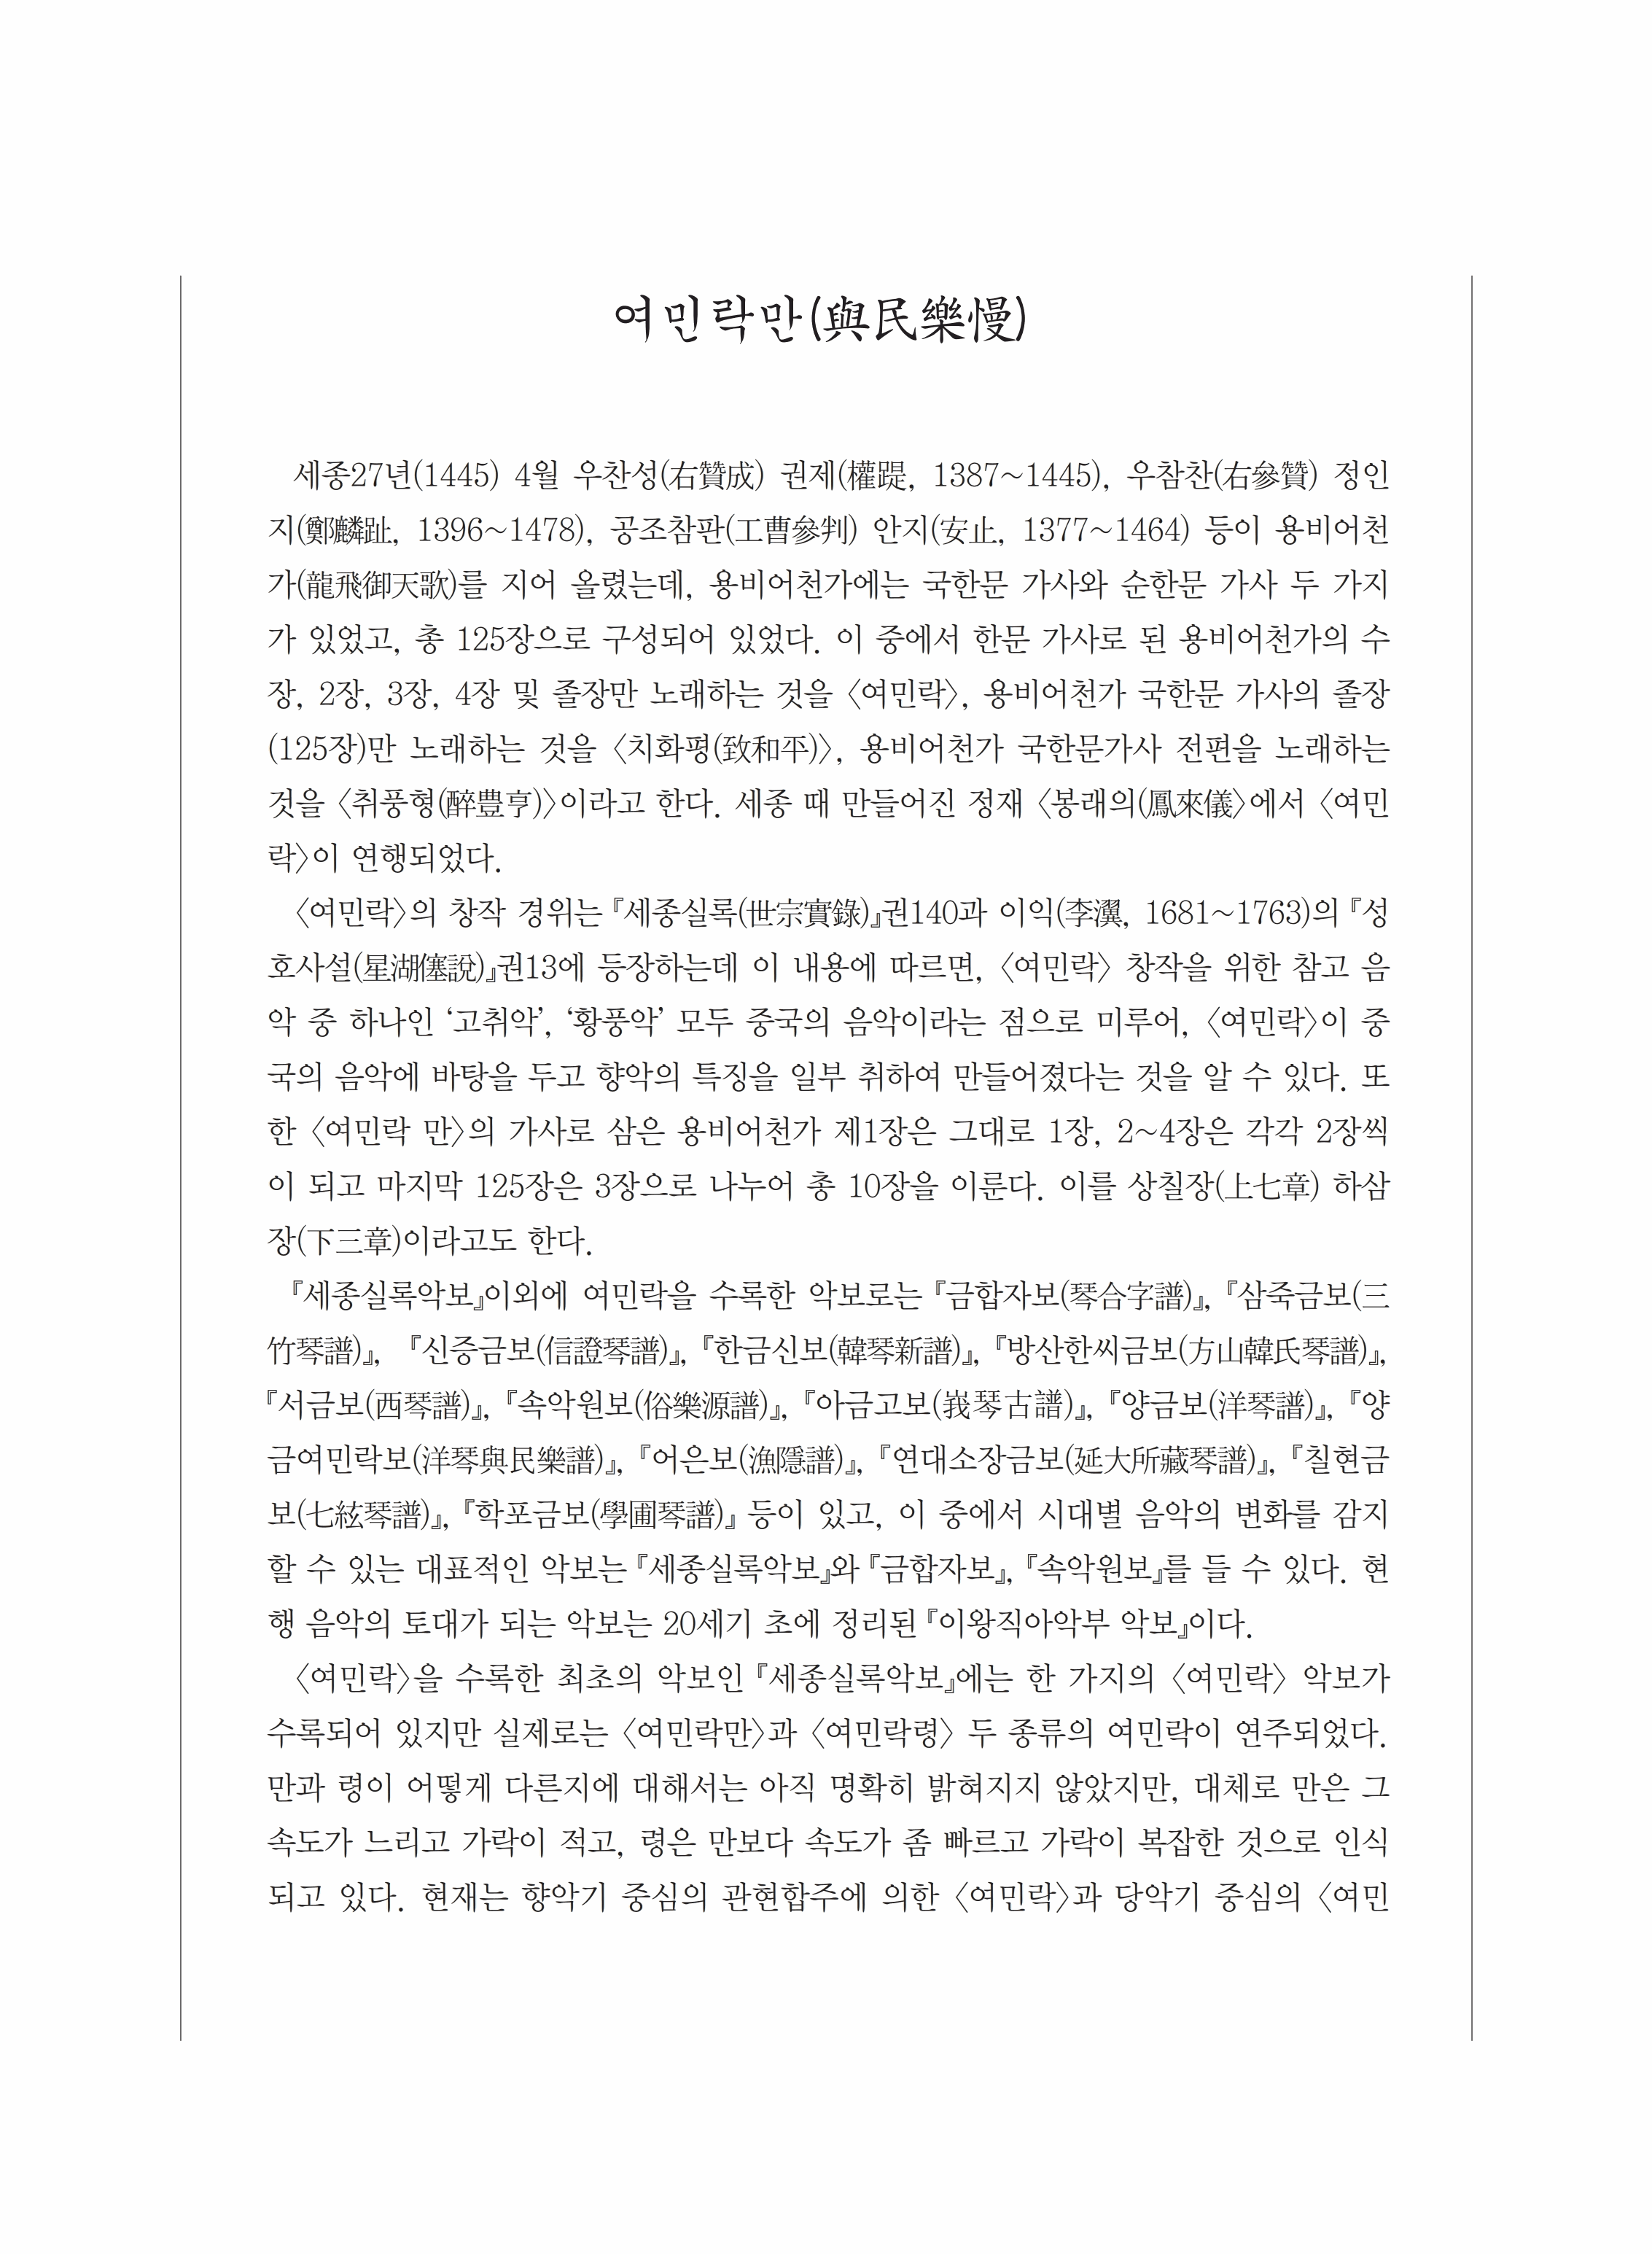 여민락만(與民樂慢)
세종27년(1445) 4월 우찬성(右贊成) 권제(權踶, 1387~1445), 우참찬(右參贊) 정인
지(鄭麟趾, 1396~1478), 공조참판(工曹參判) 안지(安止, 1377~1464) 등이 용비어천
가(龍飛御天歌)를 지어 올렸는데, 용비어천가에는 국한문 가사와 순한문 가사 두 가지
가 있었고, 총 125장으로 구성되어 있었다. 이 중에서 한문 가사로 된 용비어천가의 수
장, 2장, 3장, 4장 및 졸장만 노래하는 것을 〈여민락〉, 용비어천가 국한문 가사의 졸장
(125장)만 노래하는 것을 〈치화평(致和平)〉, 용비어천가 국한문가사 전편을 노래하는
것을 〈취풍형(醉豊亨)〉이라고 한다. 세종 때 만들어진 정재 〈봉래의(鳳來儀〉에서 〈여민
락〉이 연행되었다.
〈여민락〉의 창작 경위는 『세종실록(世宗實錄)』권140과 이익(李瀷, 1681~1763)의 『성
호사설(星湖僿說)』권13에 등장하는데 이 내용에 따르면, 〈여민락〉 창작을 위한 참고 음
악 중 하나인 ‘고취악’, ‘황풍악’ 모두 중국의 음악이라는 점으로 미루어, 〈여민락〉이 중
국의 음악에 바탕을 두고 향악의 특징을 일부 취하여 만들어졌다는 것을 알 수 있다. 또
한 〈여민락 만〉의 가사로 삼은 용비어천가 제1장은 그대로 1장, 2~4장은 각각 2장씩
이 되고 마지막 125장은 3장으로 나누어 총 10장을 이룬다. 이를 상칠장(上七章) 하삼
장(下三章)이라고도 한다.
『세종실록악보』이외에 여민락을 수록한 악보로는 『금합자보(琴合字譜)』, 『삼죽금보(三
竹琴譜)』, 『신증금보(信證琴譜)』, 『한금신보(韓琴新譜)』, 『방산한씨금보(方山韓氏琴譜)』,
『서금보(西琴譜)』, 『속악원보(俗樂源譜)』, 『아금고보(峩琴古譜)』, 『양금보(洋琴譜)』, 『양
금여민락보(洋琴與民樂譜)』, 『어은보(漁隱譜)』, 『연대소장금보(延大所藏琴譜)』, 『칠현금
보(七絃琴譜)』, 『학포금보(學圃琴譜)』 등이 있고, 이 중에서 시대별 음악의 변화를 감지
할 수 있는 대표적인 악보는 『세종실록악보』와 『금합자보』, 『속악원보』를 들 수 있다. 현
행 음악의 토대가 되는 악보는 20세기 초에 정리된 『이왕직아악부 악보』이다.
〈여민락〉을 수록한 최초의 악보인 『세종실록악보』에는 한 가지의 〈여민락〉 악보가
수록되어 있지만 실제로는 〈여민락만〉과 〈여민락령〉 두 종류의 여민락이 연주되었다.
만과 령이 어떻게 다른지에 대해서는 아직 명확히 밝혀지지 않았지만, 대체로 만은 그
속도가 느리고 가락이 적고, 령은 만보다 속도가 좀 빠르고 가락이 복잡한 것으로 인식
되고 있다. 현재는 향악기 중심의 관현합주에 의한 〈여민락〉과 당악기 중심의 〈여민